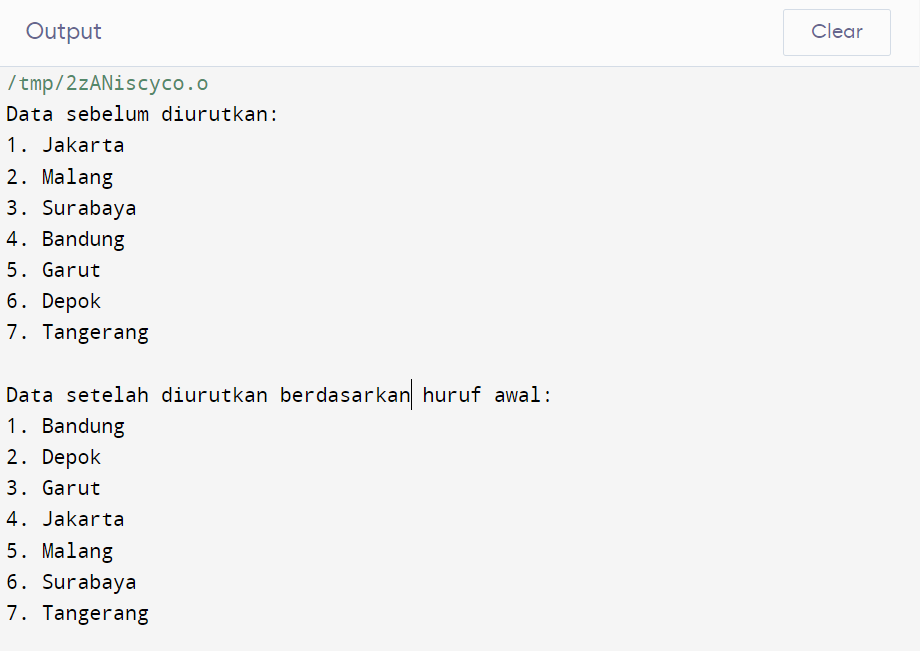 Output
Clear
/tmp/2zANiscyco.o
Data sebelum diurutkan:
1. Jakarta
2. Malang
3. Surabaya
4. Bandung
5. Garut
6. Depok
7. Tangerang
Data setelah diurutkan berdasarkan huruf awal:
1. Bandung
2. Depok
3. Garut
4. Jakarta
5. Malang
6. Surabaya
7. Tangerang